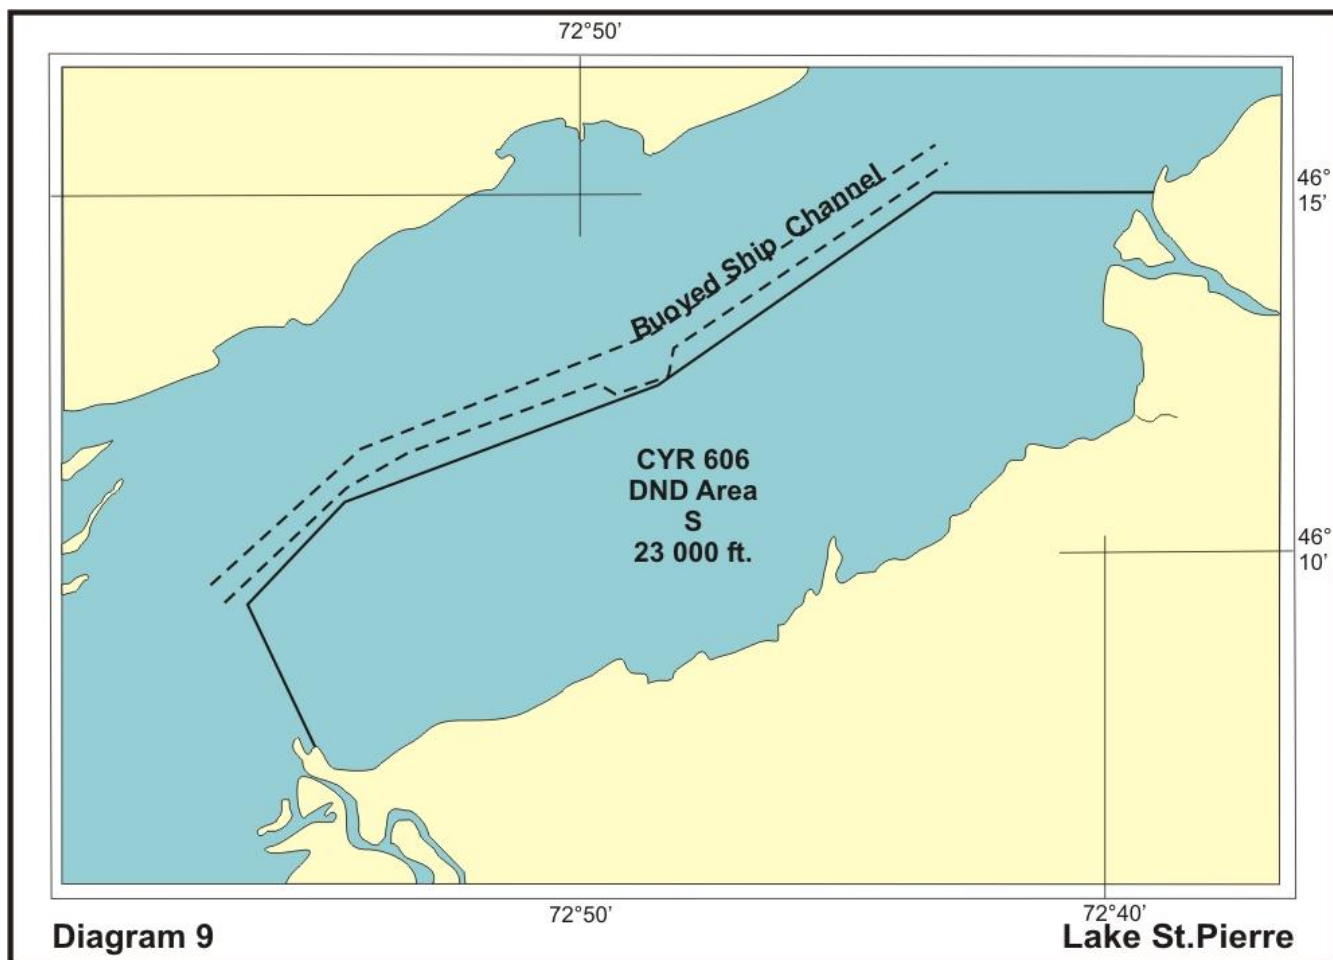 72°50’
46°
15’
Buoyed Ship Channel
CYR 606
DND Area
S
23 000 ft.
46°
10’
72°50’
72°40’
Diagram 9
Lake St.Pierre